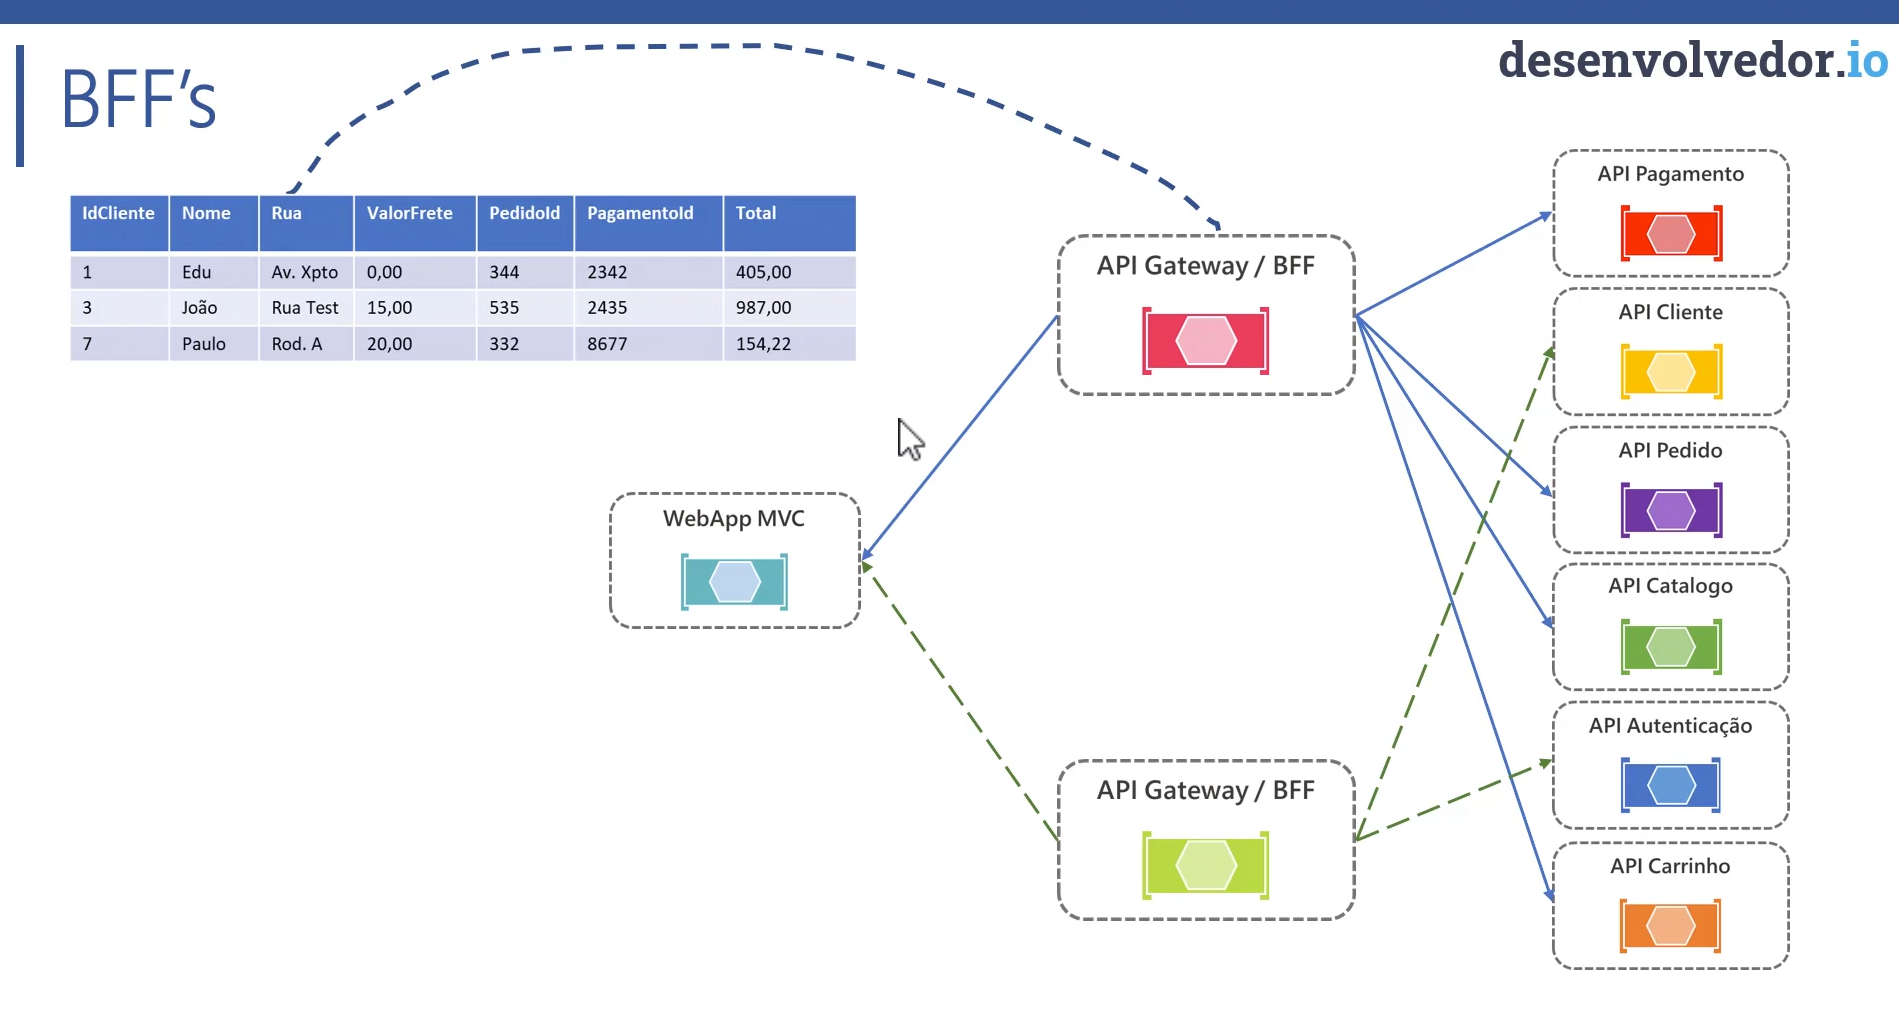 BFF's
desenvolvedor.io
IdCliente Nome Rua ValorFrete PedidoId PagamentoId Total
1 Edu Av. Xpto 0,00 344 2342 405,00
3 João Rua Test 15,00 535 2435 987,00
7 Paulo Rod. A 20,00 332 8677 154,22
API Gateway / BFF
WebApp MVC
API Gateway / BFF
API Pagamento
API Cliente
API Pedido
API Catalogo
API Autenticação
API Carrinho